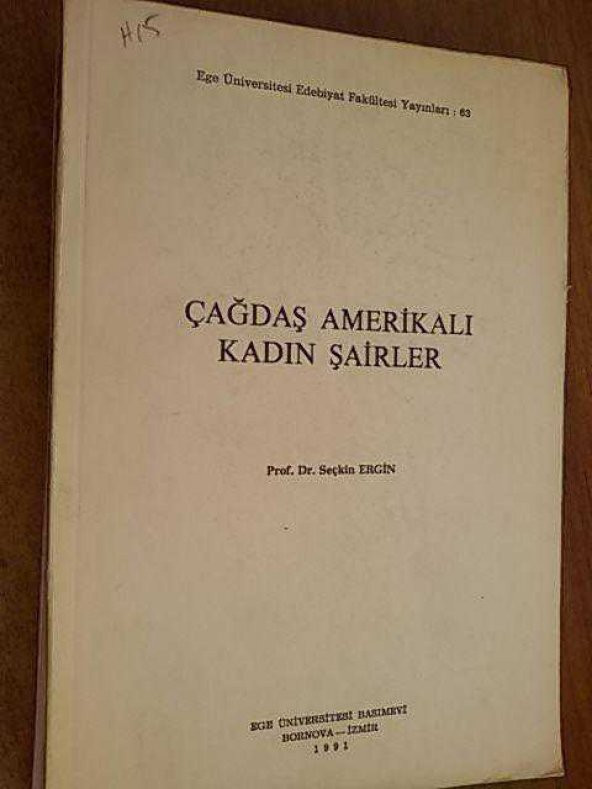 H15
Ege Üniversitesi Edebiyat Fakültesi Yayınları : 63
ÇAĞDAŞ AMERİKALI
KADIN ŞAİRLER
Prof. Dr. Seçkin ERGİN
EGE ÜNİVERSİTESİ BASIMEVİ
BORNOVA — İZMİR
1991